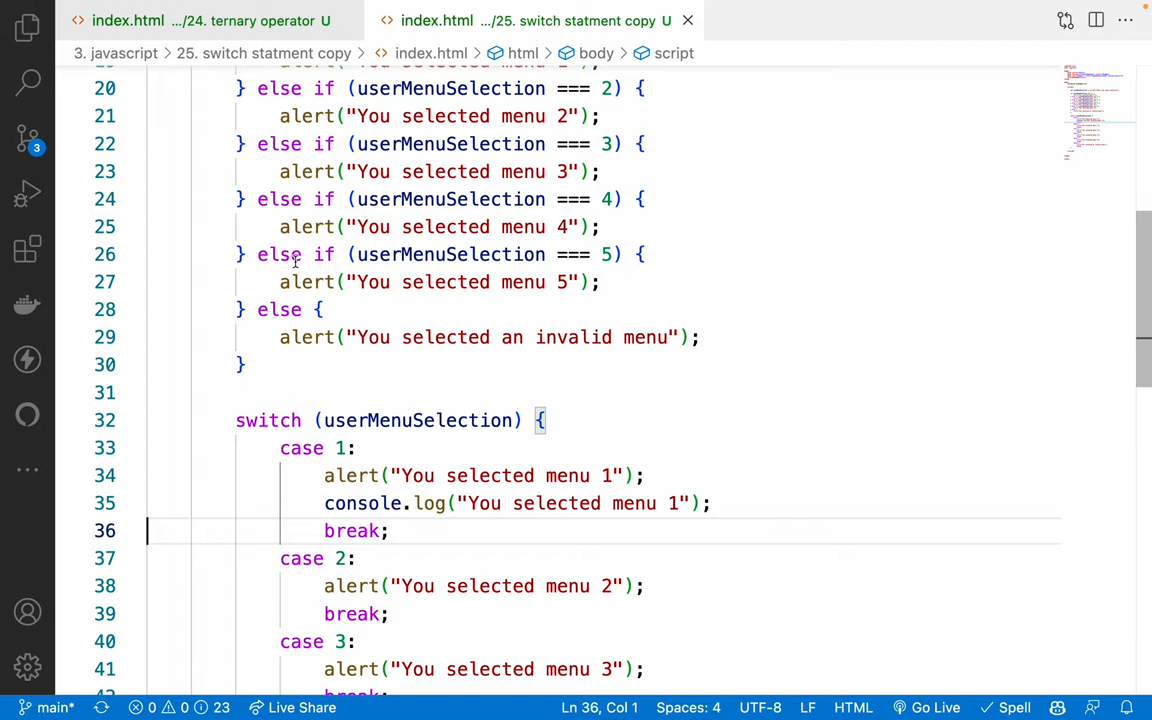 index.html .../24. ternary operator U
index.html .../25. switch statment copy U
3. javascript > 25. switch statment copy > index.html > html > body > script
20 } else if (userMenuSelection === 2) {
21 alert("You selected menu 2");
22 } else if (userMenuSelection === 3) {
23 alert("You selected menu 3");
24 } else if (userMenuSelection === 4) {
25 alert("You selected menu 4");
26 } else if (userMenuSelection === 5) {
27 alert("You selected menu 5");
28 } else {
29 alert("You selected an invalid menu");
30 }
31
32 switch (userMenuSelection) {
33 case 1:
34 alert("You selected menu 1");
35 console.log("You selected menu 1");
36 break;
37 case 2:
38 alert("You selected menu 2");
39 break;
40 case 3:
41 alert("You selected menu 3");
3
main* 0 0 23 Live Share Ln 36, Col 1 Spaces: 4 UTF-8 LF HTML Go Live Spell